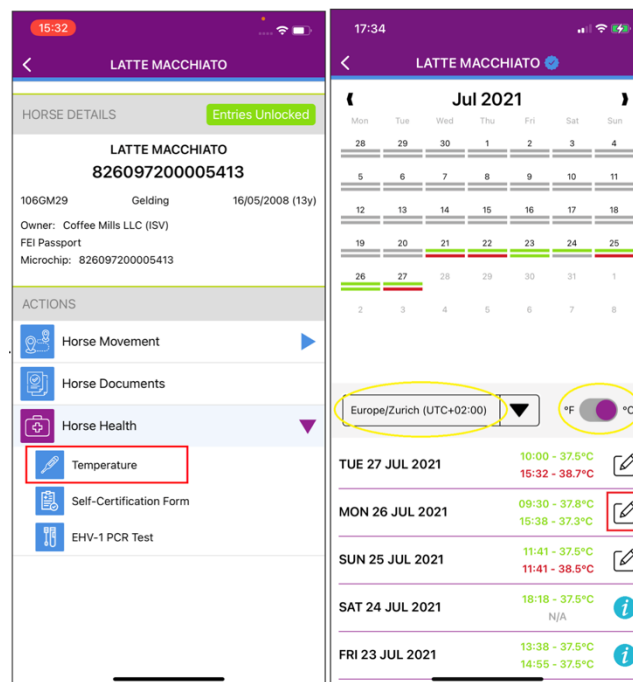 15:32
LATTE MACCHIATO
HORSE DETAILS
Entries Unlocked
LATTE MACCHIATO
826097200005413
106GM29 Gelding 16/05/2008 (13y)
Owner: Coffee Mills LLC (ISV)
FEI Passport
Microchip: 826097200005413
ACTIONS
Horse Movement
Horse Documents
Horse Health
Temperature
Self-Certification Form
EHV-1 PCR Test
17:34
LATTE MACCHIATO
Jul 2021
Mon Tue Wed Thu Fri Sat Sun
28 29 30 1 2 3 4
5 6 7 8 9 10 11
12 13 14 15 16 17 18
19 20 21 22 23 24 25
26 27 28 29 30 31 1
2 3 4 5 6 7 8
Europe/Zurich (UTC+02:00) °F °C
TUE 27 JUL 2021
10:00 - 37.5°C
15:32 - 38.7°C
MON 26 JUL 2021
09:30 - 37.8°C
15:38 - 37.3°C
SUN 25 JUL 2021
11:41 - 37.5°C
11:41 - 38.5°C
SAT 24 JUL 2021
18:18 - 37.5°C
N/A
FRI 23 JUL 2021
13:38 - 37.5°C
14:55 - 37.5°C